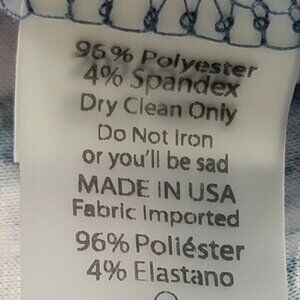 96% Polyester
4% Spandex
Dry Clean Only
Do Not Iron
or you'll be sad
MADE IN USA
Fabric Imported
96% Poliéster
4% Elastano